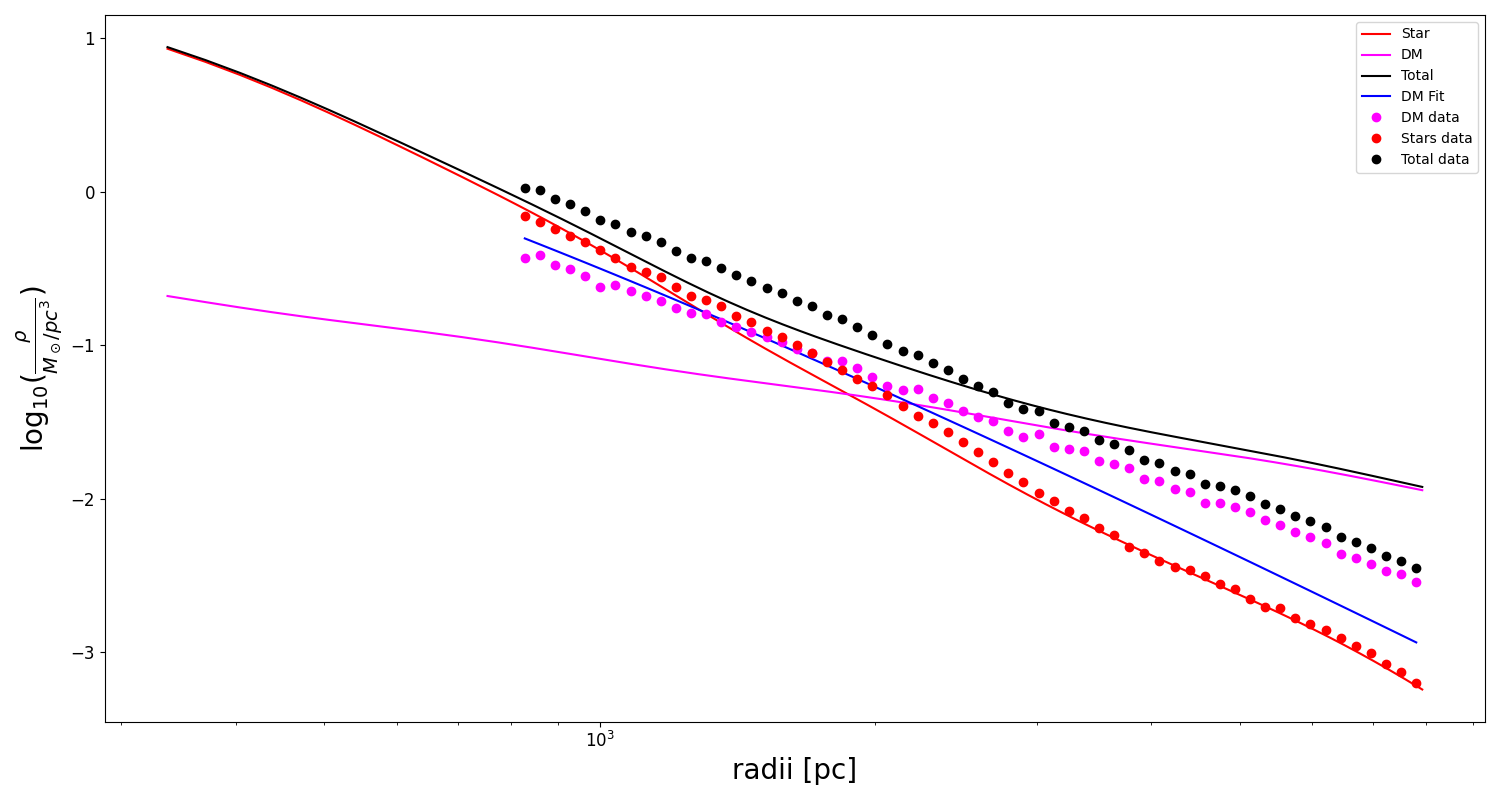 1
0
−1
−2
−3
log₁₀(ρ / M_⊙/pc³)
10³
radii [pc]
Star
DM
Total
DM Fit
DM data
Stars data
Total data